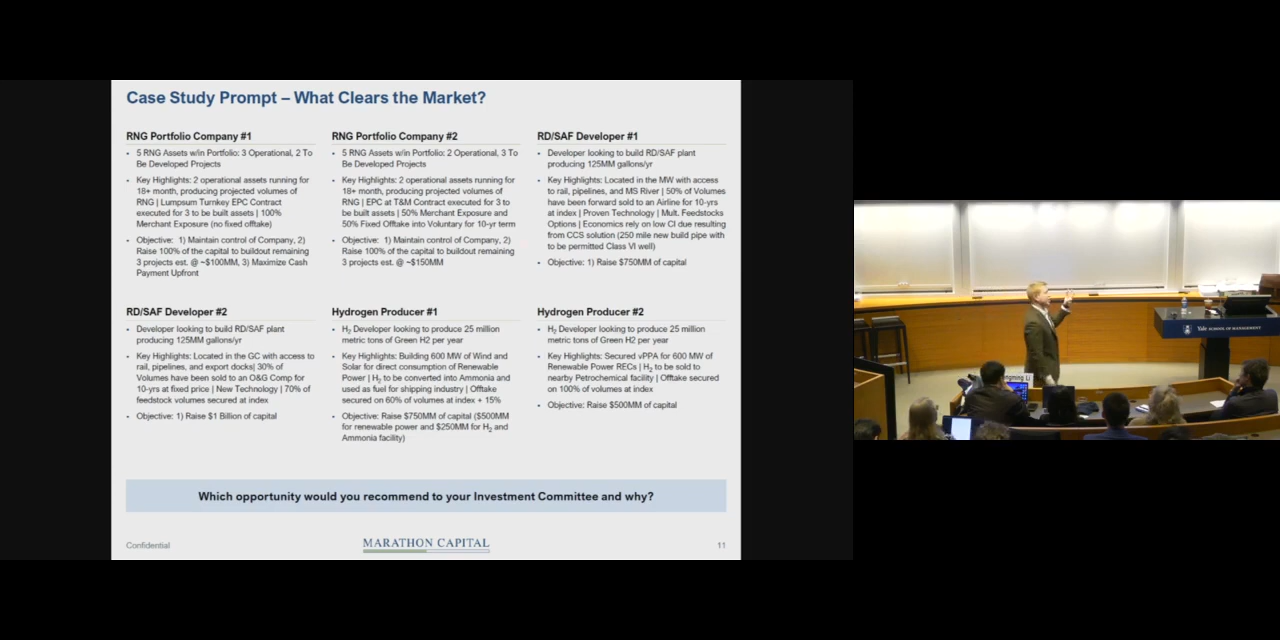 Case Study Prompt – What Clears the Market?
RNG Portfolio Company #1
• 5 RNG Assets w/in Portfolio: 3 Operational, 2 To
Be Developed Projects
• Key Highlights: 2 operational assets running for
18+ month, producing projected volumes of
RNG | Lumpsum Turnkey EPC Contract
executed for 3 to be built assets | 100%
Merchant Exposure (no fixed offtake)
• Objective: 1) Maintain control of Company, 2)
Raise 100% of the capital to buildout remaining
3 projects est. @ ~$100MM, 3) Maximize Cash
Payment Upfront
RNG Portfolio Company #2
• 5 RNG Assets w/in Portfolio: 2 Operational, 3 To
Be Developed Projects
• Key Highlights: 2 operational assets running for
18+ month, producing projected volumes of
RNG | EPC at T&M Contract executed for 3 to
be built assets | 50% Merchant Exposure and
50% Fixed Offtake into Voluntary for 10-yr term
• Objective: 1) Maintain control of Company, 2)
Raise 100% of the capital to buildout remaining
3 projects est. @ ~$150MM
RD/SAF Developer #1
• Developer looking to build RD/SAF plant
producing 125MM gallons/yr
• Key Highlights: Located in the MW with access
to rail, pipelines, and MS River | 50% of Volumes
have been forward sold to an Airline for 10-yrs
at index | Proven Technology | Mult. Feedstocks
Options | Economics rely on low CI due resulting
from CCS solution (250 mile new build pipe with
to be permitted Class VI well)
• Objective: 1) Raise $750MM of capital
RD/SAF Developer #2
• Developer looking to build RD/SAF plant
producing 125MM gallons/yr
• Key Highlights: Located in the GC with access to
rail, pipelines, and export docks| 30% of
Volumes have been sold to an O&G Comp for
10-yrs at fixed price | New Technology | 70% of
feedstock volumes secured at index
• Objective: 1) Raise $1 Billion of capital
Hydrogen Producer #1
• H2 Developer looking to produce 25 million
metric tons of Green H2 per year
• Key Highlights: Building 600 MW of Wind and
Solar for direct consumption of Renewable
Power | H2 to be converted into Ammonia and
used as fuel for shipping industry | Offtake
secured on 60% of volumes at index + 15%
• Objective: Raise $750MM of capital ($500MM
for renewable power and $250MM for H2 and
Ammonia facility)
Hydrogen Producer #2
• H2 Developer looking to produce 25 million
metric tons of Green H2 per year
• Key Highlights: Secured vPPA for 600 MW of
Renewable Power RECs | H2 to be sold to
nearby Petrochemical facility | Offtake secured
on 100% of volumes at index
• Objective: Raise $500MM of capital
Which opportunity would you recommend to your Investment Committee and why?
Confidential
MARATHON CAPITAL
11
Yale SCHOOL OF MANAGEMENT